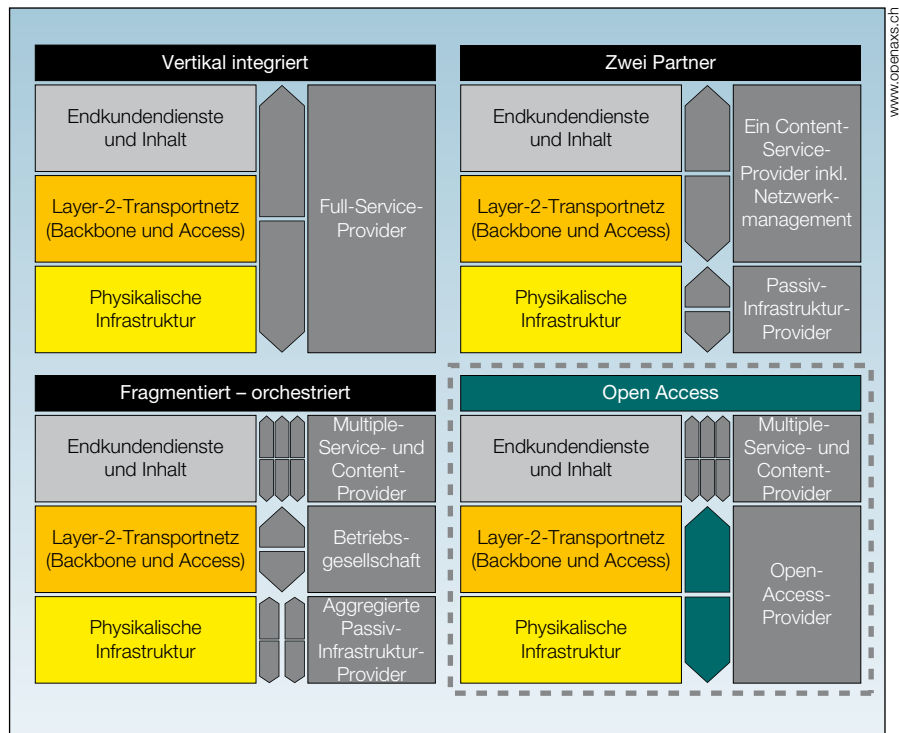 www.openaxs.ch
Vertikal integriert
Endkundendienste
und Inhalt
Layer-2-Transportnetz
(Backbone und Access)
Physikalische
Infrastruktur
Full-Service-
Provider
Zwei Partner
Endkundendienste
und Inhalt
Layer-2-Transportnetz
(Backbone und Access)
Physikalische
Infrastruktur
Ein Content-
Service-
Provider inkl.
Netzwerk-
management
Passiv-
Infrastruktur-
Provider
Fragmentiert – orchestriert
Endkundendienste
und Inhalt
Layer-2-Transportnetz
(Backbone und Access)
Physikalische
Infrastruktur
Multiple-
Service- und
Content-
Provider
Betriebs-
gesellschaft
Aggregierte
Passiv-
Infrastruktur-
Provider
Open Access
Endkundendienste
und Inhalt
Layer-2-Transportnetz
(Backbone und Access)
Physikalische
Infrastruktur
Multiple-
Service- und
Content-
Provider
Open-
Access-
Provider